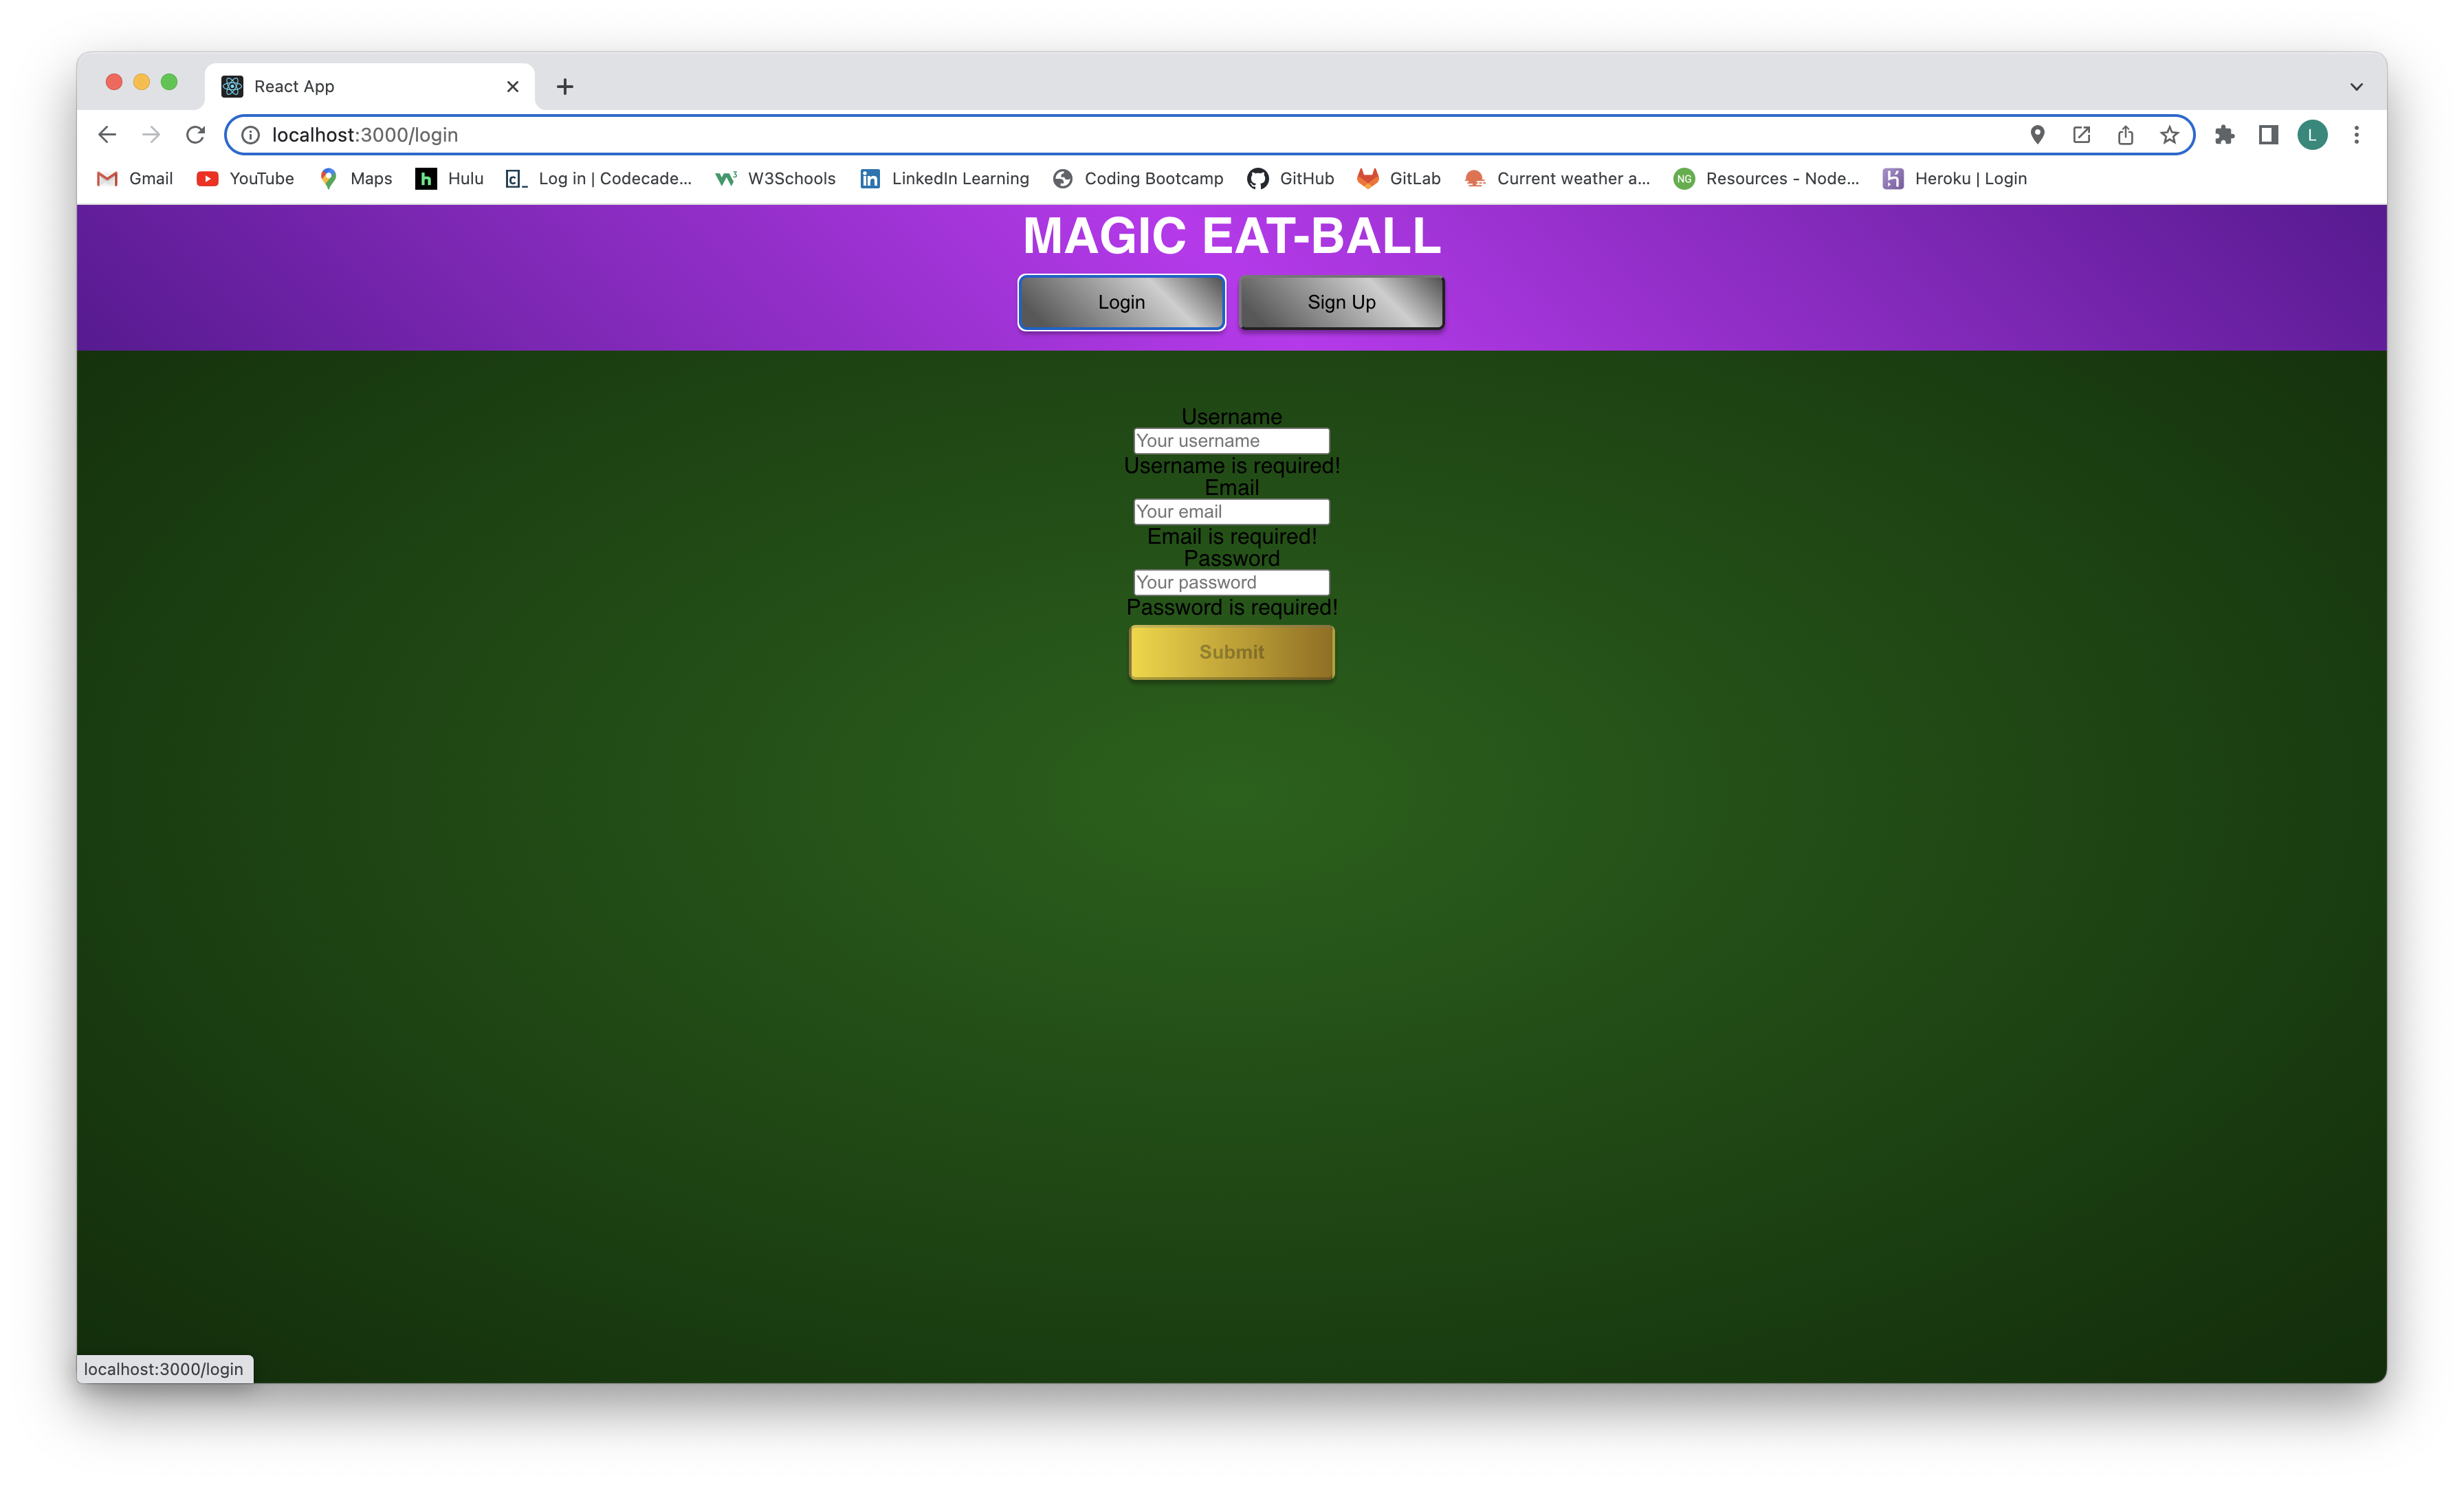 React App
localhost:3000/login
Gmail YouTube Maps h Hulu c|_ Log in | Codecade... W3Schools in LinkedIn Learning Coding Bootcamp GitHub GitLab Current weather a... NG Resources - Node... Heroku | Login
L
MAGIC EAT-BALL
Login Sign Up
Username
Your username
Username is required!
Email
Your email
Email is required!
Password
Your password
Password is required!
Submit
localhost:3000/login